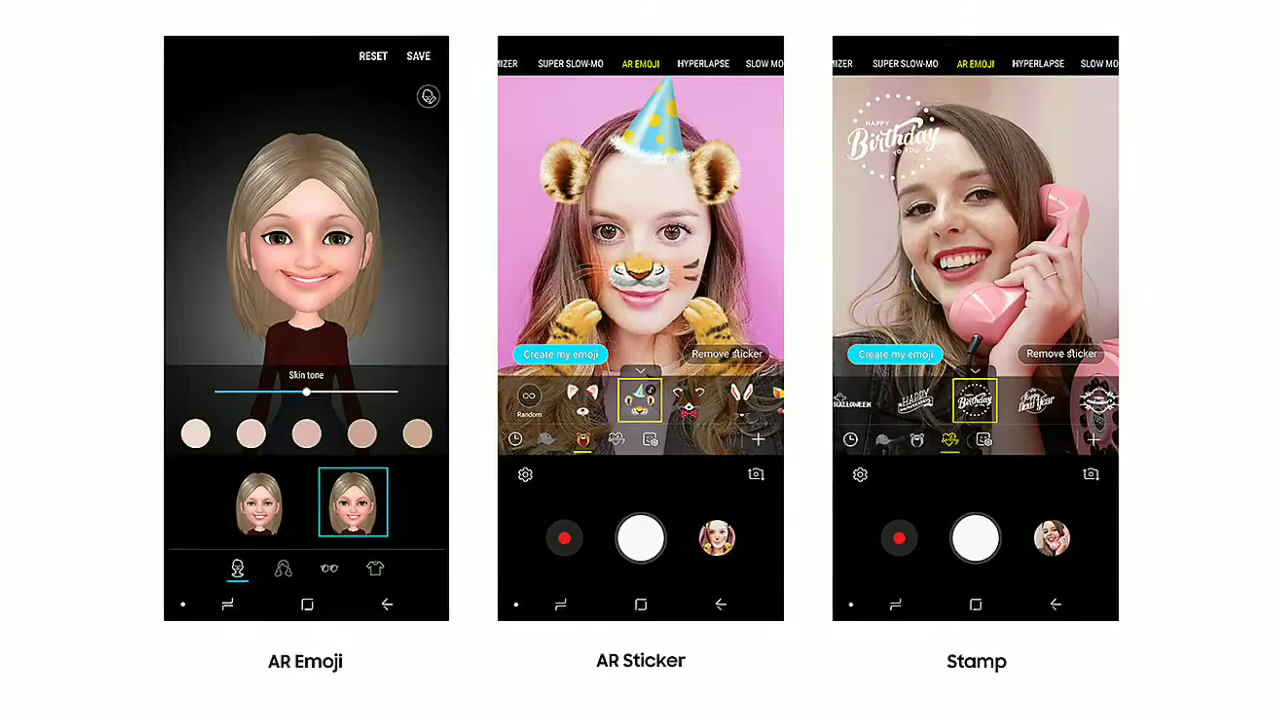 RESET SAVE
Skin tone
AR Emoji
MIZER SUPER SLOW-MO AR EMOJI HYPERLAPSE SLOW MO
Create my emoji Remove sticker
Random
AR Sticker
MIZER SUPER SLOW-MO AR EMOJI HYPERLAPSE SLOW MO
HAPPY
Birthday
TO YOU
Create my emoji Remove sticker
HALLOWEEN
HAPPY
Birthday
Happy
New Year
Stamp